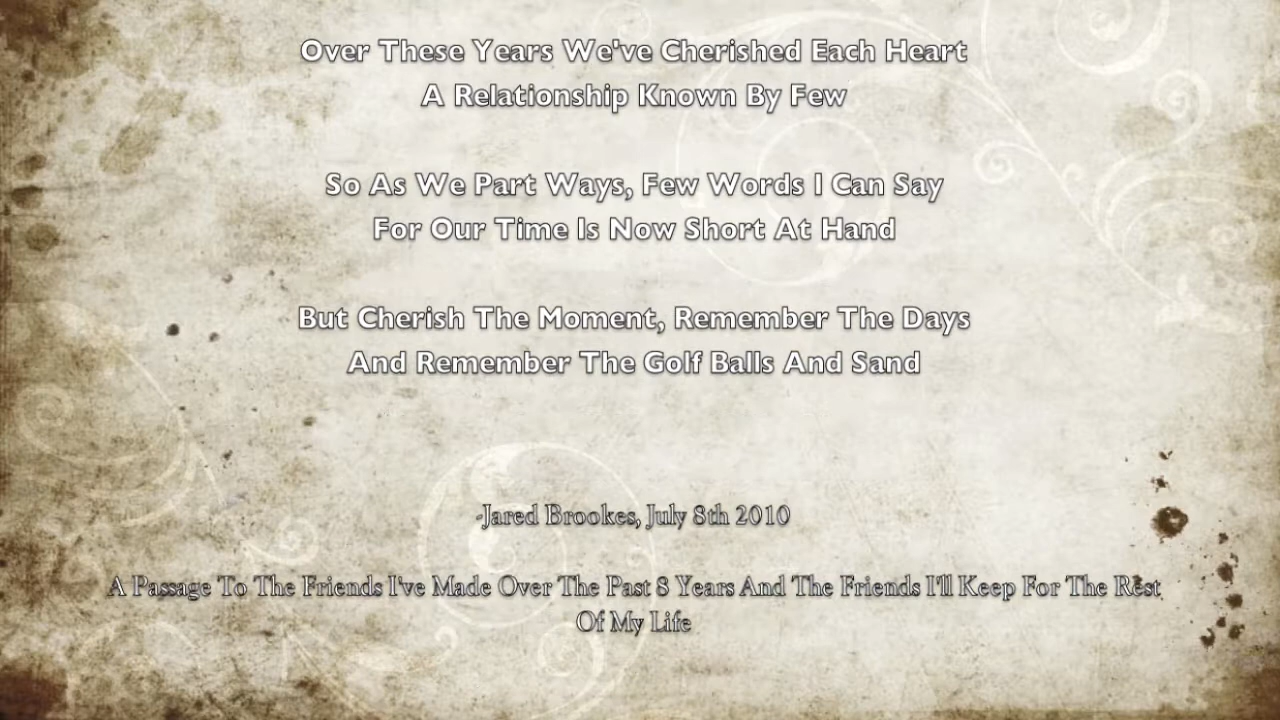 Over These Years We've Cherished Each Heart
A Relationship Known By Few
So As We Part Ways, Few Words I Can Say
For Our Time Is Now Short At Hand
But Cherish The Moment, Remember The Days
And Remember The Golf Balls And Sand
-Jared Brookes, July 8th 2010
A Passage To The Friends I've Made Over The Past 8 Years And The Friends I'll Keep For The Rest
Of My Life